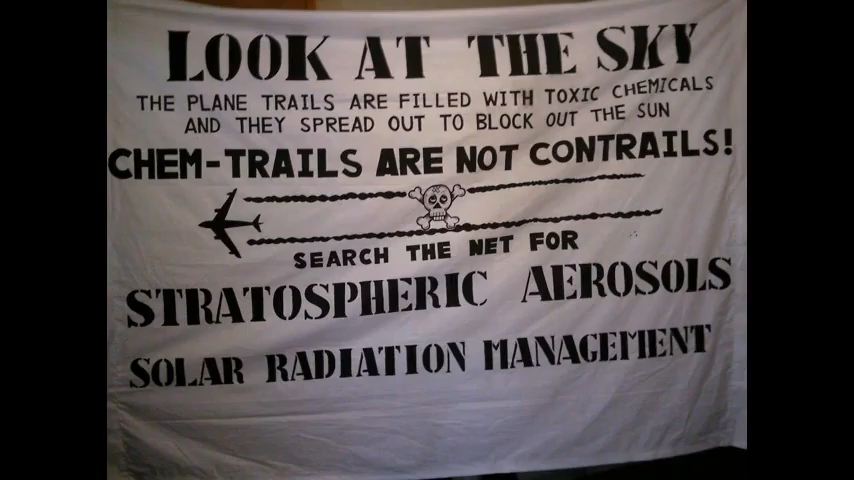 LOOK AT THE SKY
THE PLANE TRAILS ARE FILLED WITH TOXIC CHEMICALS
AND THEY SPREAD OUT TO BLOCK OUT THE SUN
CHEM-TRAILS ARE NOT CONTRAILS!
SEARCH THE NET FOR
STRATOSPHERIC AEROSOLS
SOLAR RADIATION MANAGEMENT